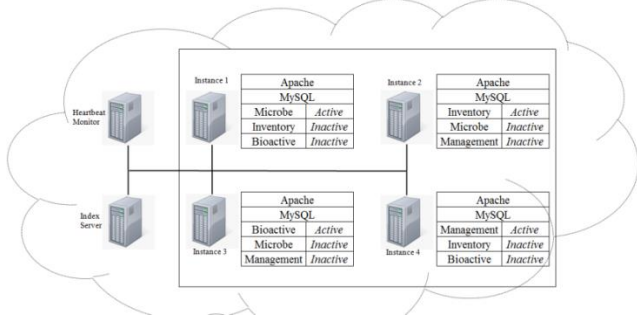 Instance 1
Apache
MySQL
Microbe Active
Inventory Inactive
Bioactive Inactive
Instance 2
Apache
MySQL
Inventory Active
Microbe Inactive
Management Inactive
Heartbeat
Monitor
Index
Server
Instance 3
Apache
MySQL
Bioactive Active
Microbe Inactive
Management Inactive
Instance 4
Apache
MySQL
Management Active
Inventory Inactive
Bioactive Inactive